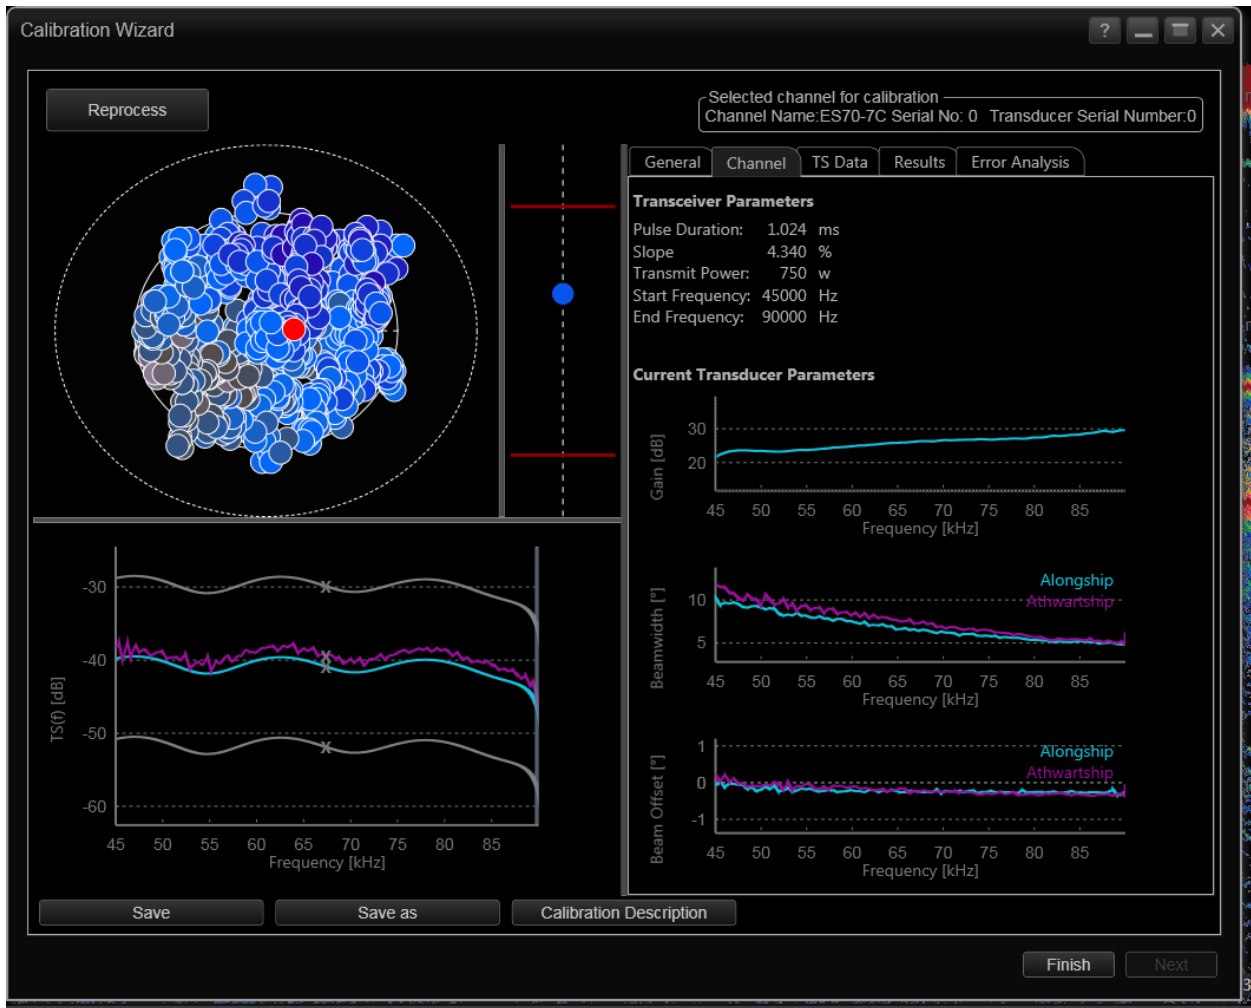 Calibration Wizard
?
Reprocess
Selected channel for calibration
Channel Name:ES70-7C Serial No: 0 Transducer Serial Number:0
General Channel TS Data Results Error Analysis
Transceiver Parameters
Pulse Duration: 1.024 ms
Slope 4.340 %
Transmit Power: 750 w
Start Frequency: 45000 Hz
End Frequency: 90000 Hz
Current Transducer Parameters
Gain [dB]
30
20
45 50 55 60 65 70 75 80 85
Frequency [kHz]
Beamwidth [°]
10
5
Alongship
Athwartship
45 50 55 60 65 70 75 80 85
Frequency [kHz]
Beam Offset [°]
1
0
-1
Alongship
Athwartship
45 50 55 60 65 70 75 80 85
Frequency [kHz]
TS(f) [dB]
-30
-40
-50
-60
45 50 55 60 65 70 75 80 85
Frequency [kHz]
Save Save as Calibration Description
Finish Next